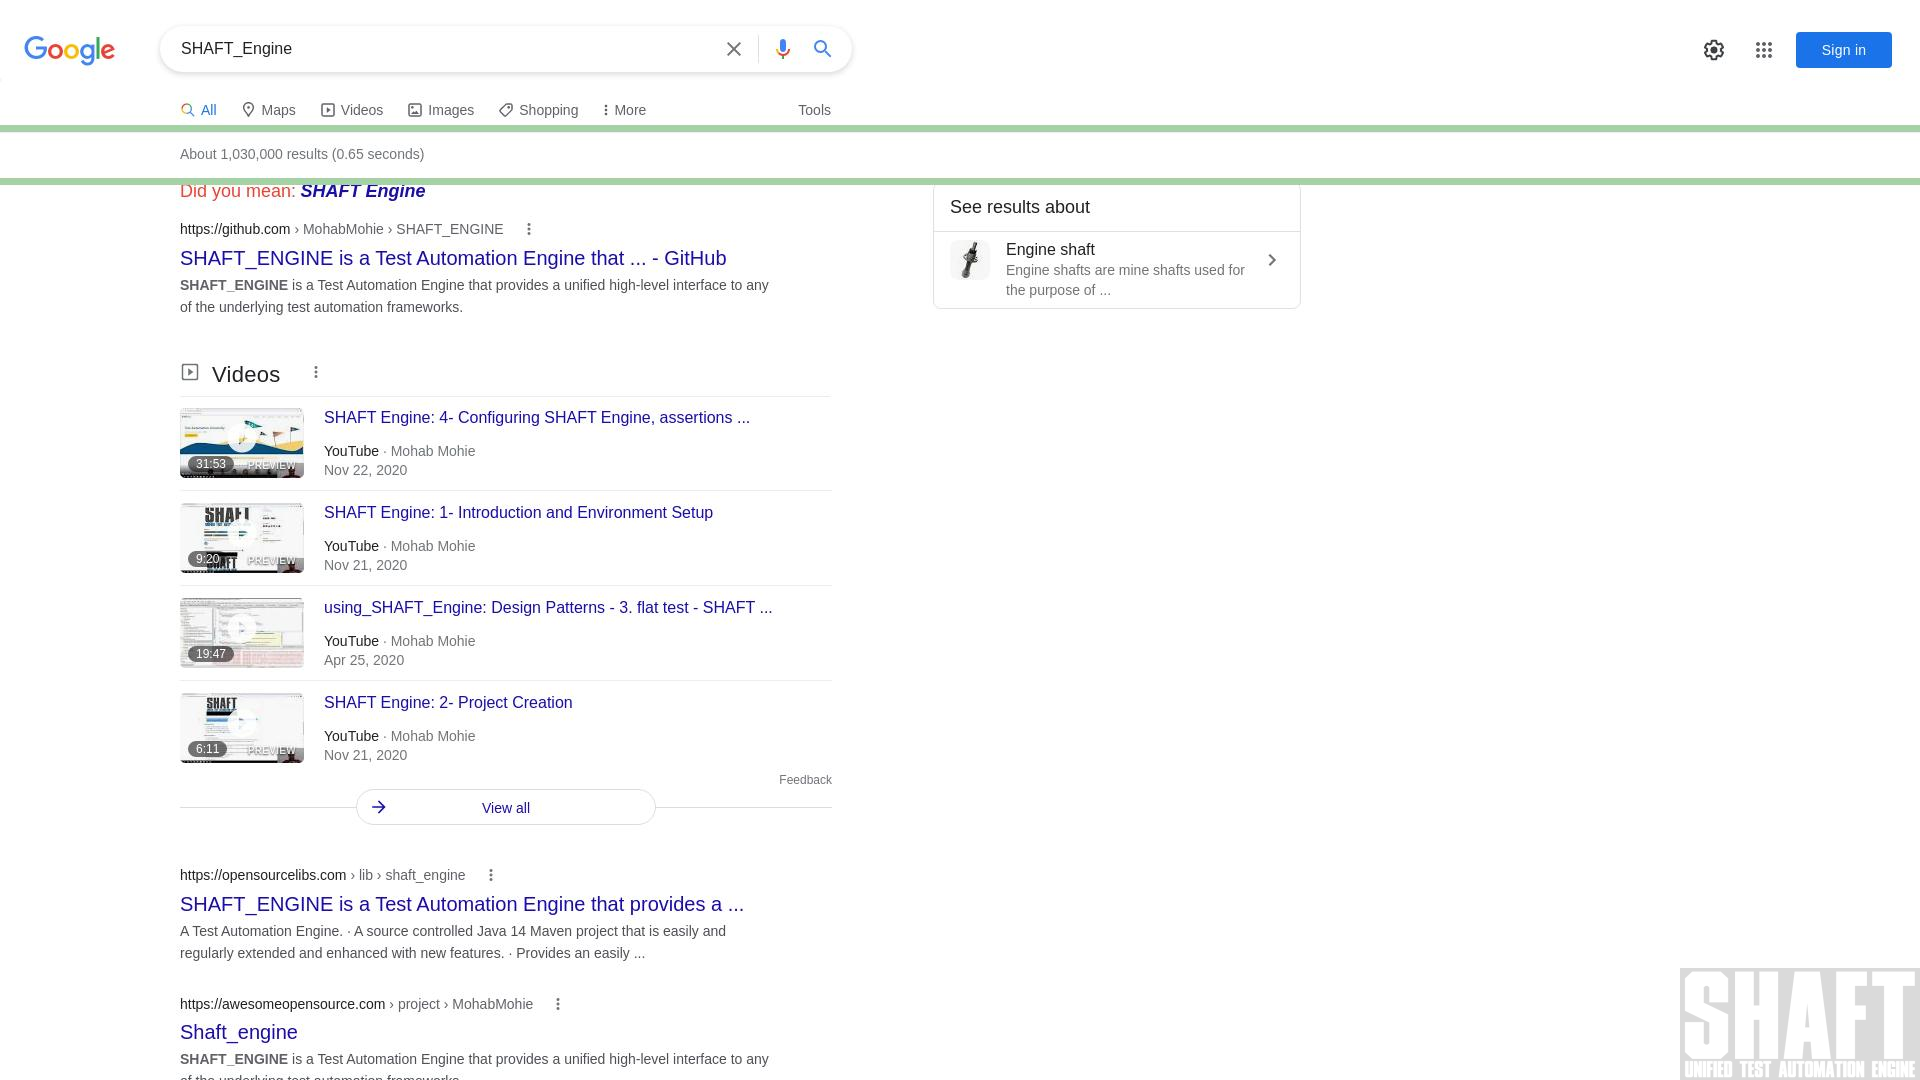 Google
SHAFT_Engine
Sign in
All
Maps
Videos
Images
Shopping
More
Tools
About 1,030,000 results (0.65 seconds)
Did you mean: SHAFT Engine
https://github.com › MohabMohie › SHAFT_ENGINE
SHAFT_ENGINE is a Test Automation Engine that ... - GitHub
SHAFT_ENGINE is a Test Automation Engine that provides a unified high-level interface to any
of the underlying test automation frameworks.
See results about
Engine shaft
Engine shafts are mine shafts used for
the purpose of ...
Videos
SHAFT Engine: 4- Configuring SHAFT Engine, assertions ...
YouTube · Mohab Mohie
Nov 22, 2020
31:53
PREVIEW
SHAFT Engine: 1- Introduction and Environment Setup
YouTube · Mohab Mohie
Nov 21, 2020
SHAFT
9:20
PREVIEW
SHAFT
using_SHAFT_Engine: Design Patterns - 3. flat test - SHAFT ...
YouTube · Mohab Mohie
Apr 25, 2020
19:47
SHAFT Engine: 2- Project Creation
YouTube · Mohab Mohie
Nov 21, 2020
SHAFT
6:11
PREVIEW
Feedback
View all
https://opensourcelibs.com › lib › shaft_engine
SHAFT_ENGINE is a Test Automation Engine that provides a ...
A Test Automation Engine. · A source controlled Java 14 Maven project that is easily and
regularly extended and enhanced with new features. · Provides an easily ...
https://awesomeopensource.com › project › MohabMohie
Shaft_engine
SHAFT_ENGINE is a Test Automation Engine that provides a unified high-level interface to any
of the underlying test automation frameworks.
SHAFT
UNIFIED TEST AUTOMATION ENGINE